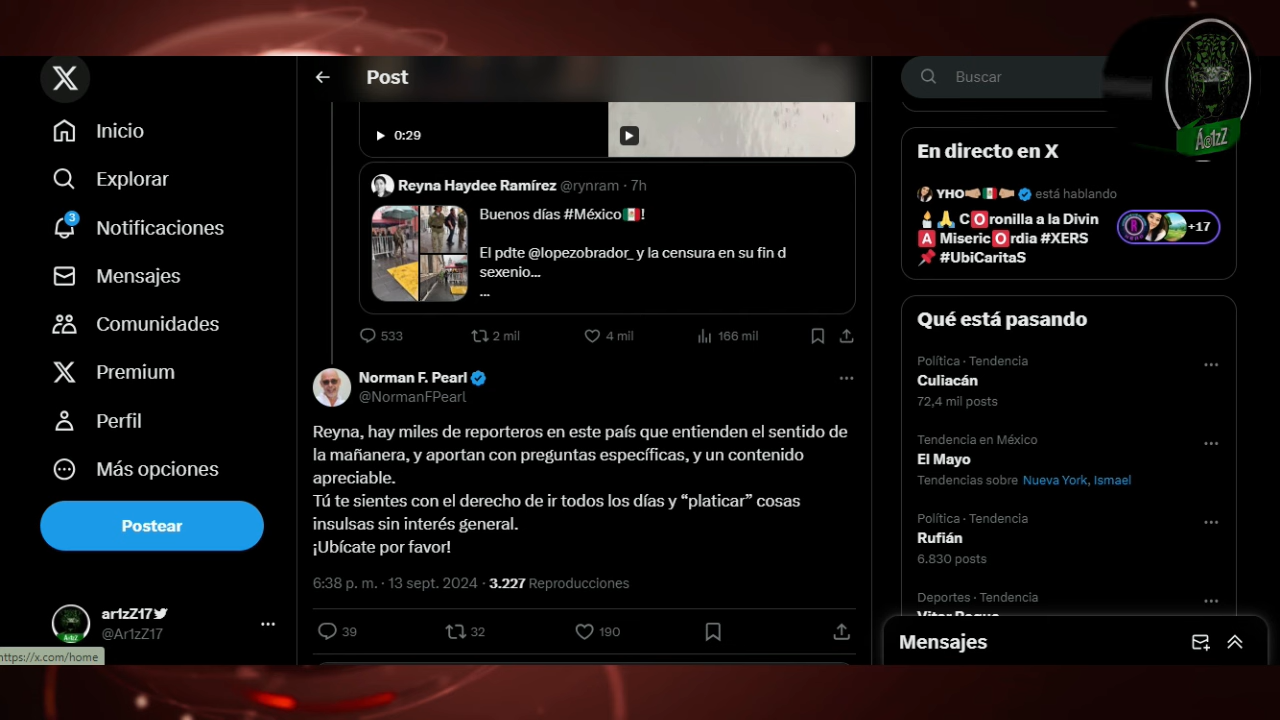 Inicio
Explorar
3
Notificaciones
Mensajes
Comunidades
Premium
Perfil
Más opciones
Postear
ar1zZ17
@Ar1zZ17
https://x.com/home
Post
0:29
Reyna Haydee Ramírez @rynram · 7h
Buenos días #México🇲🇽!
El pdte @lopezobrador_ y la censura en su fin d
sexenio...
...
533 2 mil 4 mil 166 mil
Norman F. Pearl
@NormanFPearl
Reyna, hay miles de reporteros en este país que entienden el sentido de
la mañanera, y aportan con preguntas específicas, y un contenido
apreciable.
Tú te sientes con el derecho de ir todos los días y “platicar” cosas
insulsas sin interés general.
¡Ubícate por favor!
6:38 p. m. · 13 sept. 2024 · 3.227 Reproducciones
39 32 190
Buscar
Á@1zZ
En directo en X
YHO🇲🇽 está hablando
🕯️🙏 C🅾️ronilla a la Divin
🅰️ Miseric🅾️rdia #XERS
📌 #UbiCaritaS
+17
Qué está pasando
Política · Tendencia
Culiacán
72,4 mil posts
Tendencia en México
El Mayo
Tendencias sobre Nueva York, Ismael
Política · Tendencia
Rufián
6.830 posts
Deportes · Tendencia
Vitor Roque
Mensajes